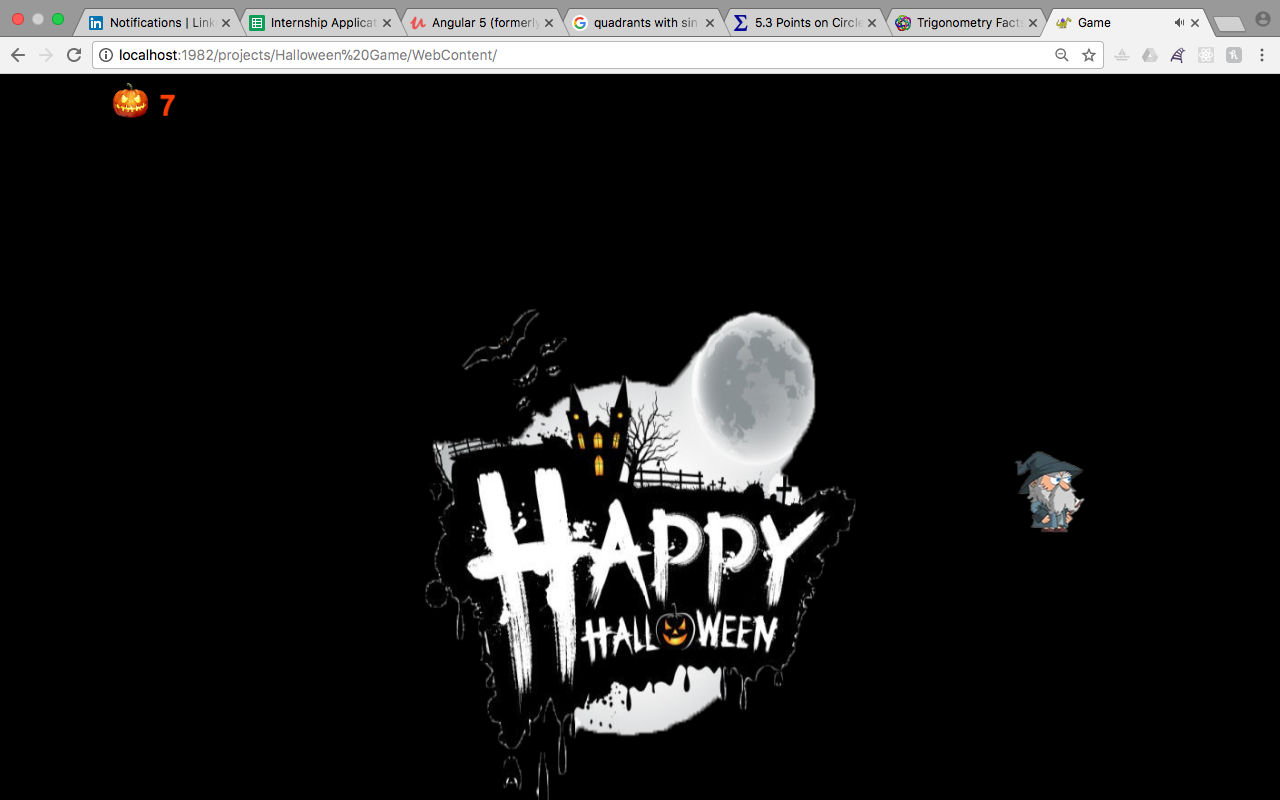 Notifications | Link
Internship Applicat
Angular 5 (formerly
quadrants with sin
5.3 Points on Circle
Trigonometry Facts
Game
localhost:1982/projects/Halloween%20Game/WebContent/
7
HAPPY
HALLOWEEN